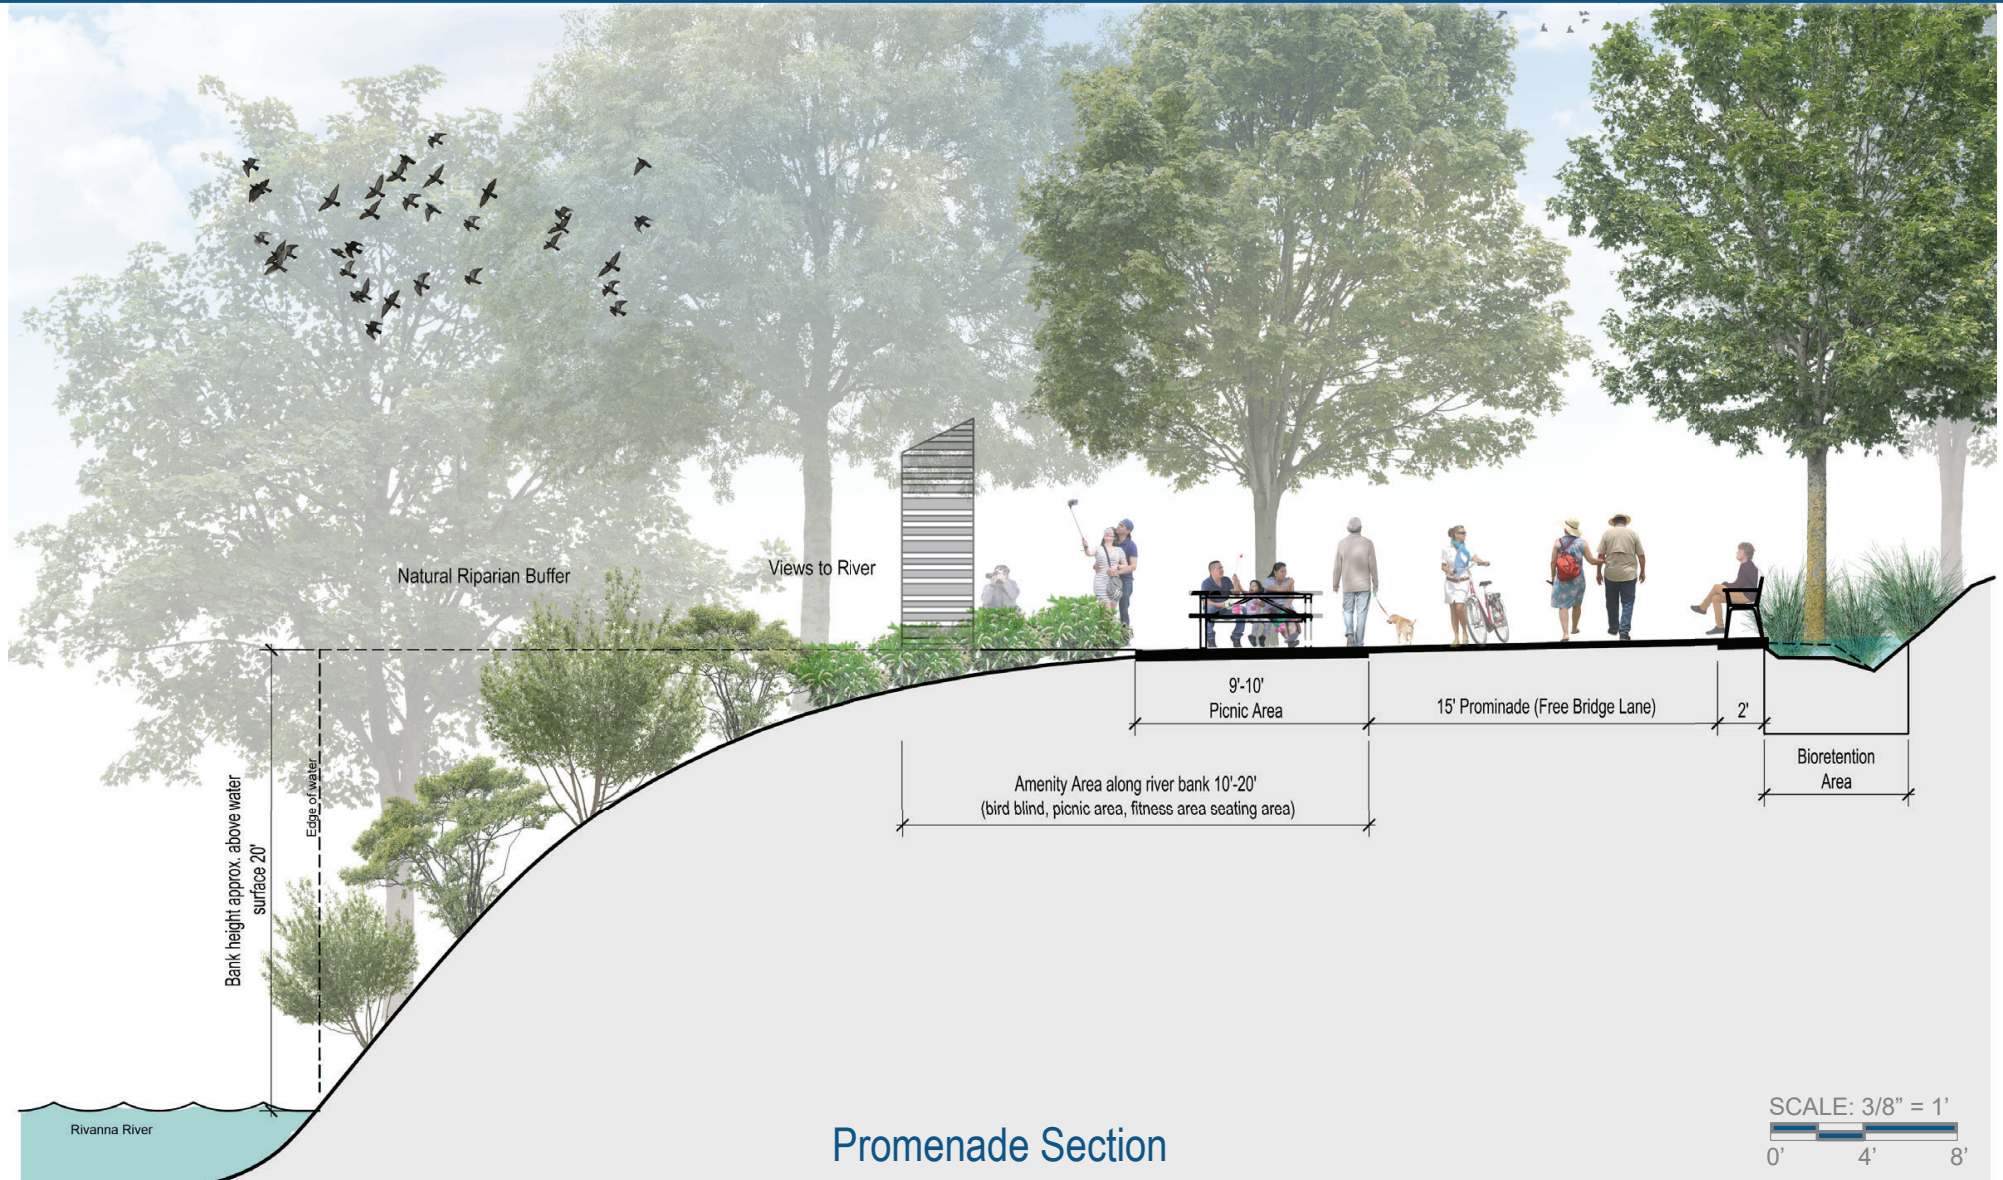 Natural Riparian Buffer
Views to River
Bank height approx. above water
surface 20'
Edge of water
9'-10'
Picnic Area
15' Prominade (Free Bridge Lane)
2'
Amenity Area along river bank 10'-20'
(bird blind, picnic area, fitness area seating area)
Bioretention
Area
Rivanna River
Promenade Section
SCALE: 3/8” = 1’
0’ 4’ 8’